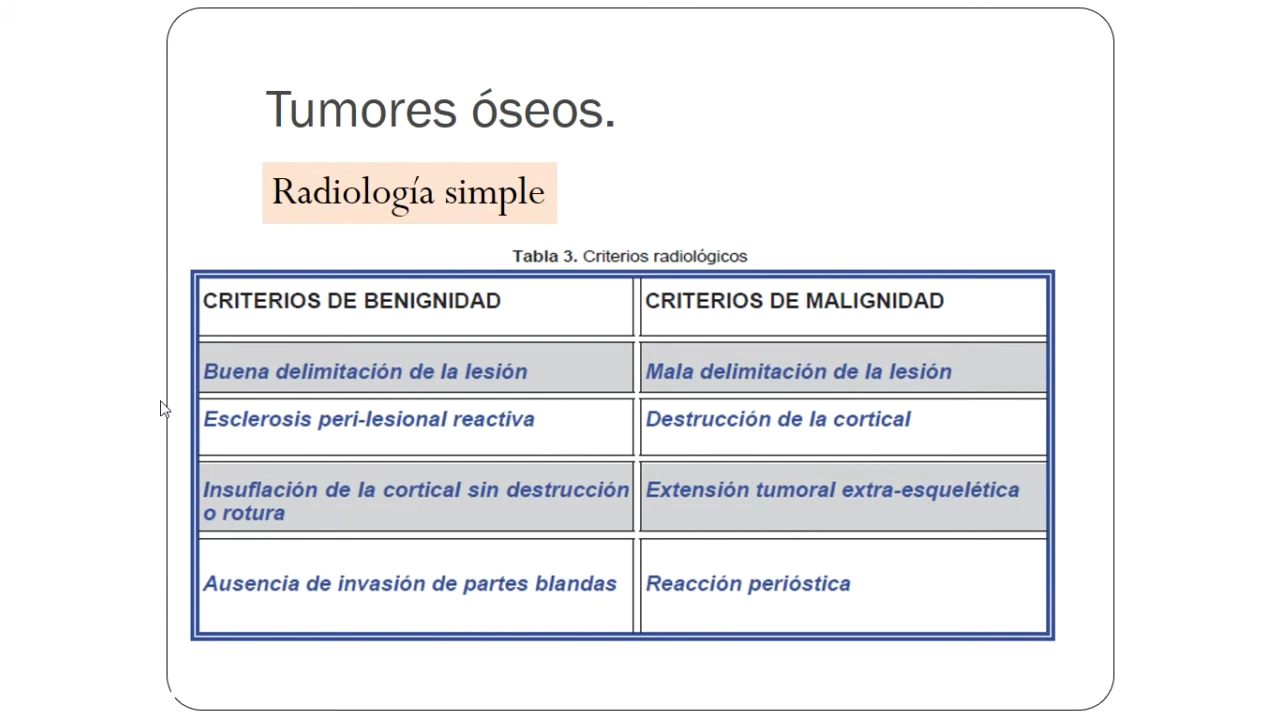 Tumores óseos.
Radiología simple
Tabla 3. Criterios radiológicos
CRITERIOS DE BENIGNIDAD
CRITERIOS DE MALIGNIDAD
Buena delimitación de la lesión
Mala delimitación de la lesión
Esclerosis peri-lesional reactiva
Destrucción de la cortical
Insuflación de la cortical sin destrucción
o rotura
Extensión tumoral extra-esquelética
Ausencia de invasión de partes blandas
Reacción perióstica